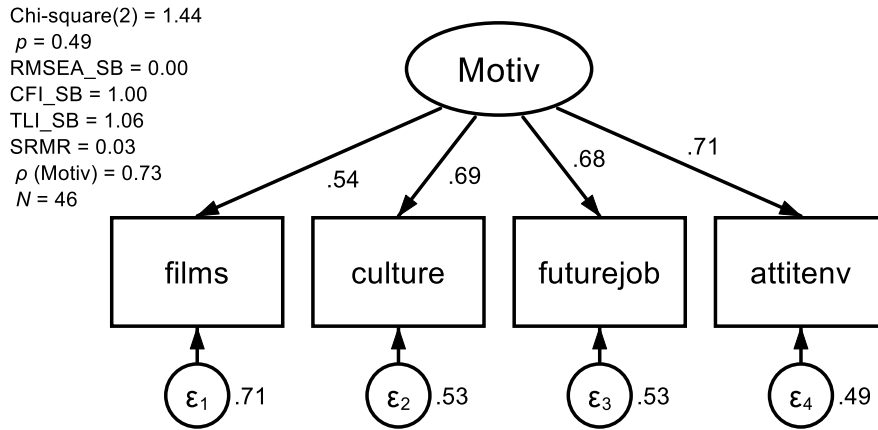 Chi-square(2) = 1.44
p = 0.49
RMSEA_SB = 0.00
CFI_SB = 1.00
TLI_SB = 1.06
SRMR = 0.03
ρ (Motiv) = 0.73
N = 46
Motiv
.54
.69
.68
.71
films
culture
futurejob
attitenv
ε₁ .71
ε₂ .53
ε₃ .53
ε₄ .49